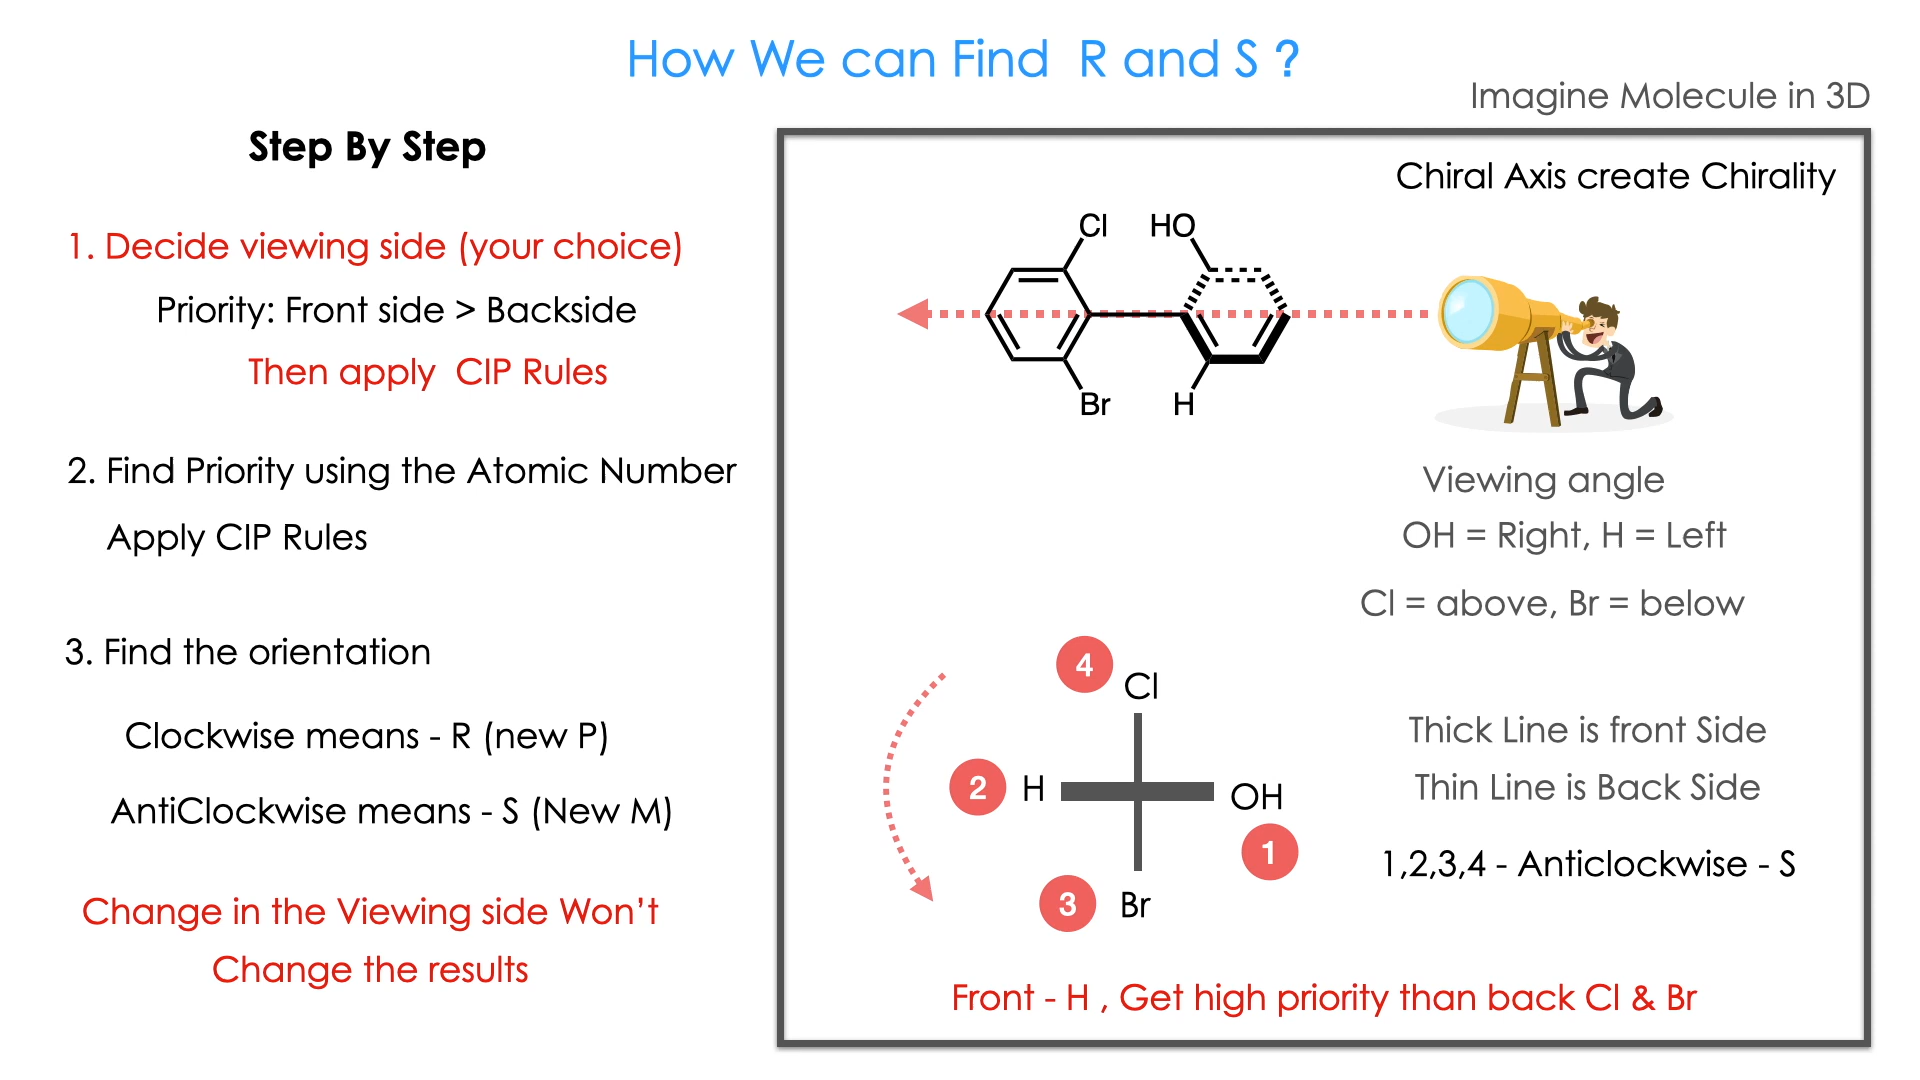 How We can Find R and S ?
Imagine Molecule in 3D
Step By Step
1. Decide viewing side (your choice)
Priority: Front side > Backside
Then apply CIP Rules
2. Find Priority using the Atomic Number
Apply CIP Rules
3. Find the orientation
Clockwise means - R (new P)
AntiClockwise means - S (New M)
Change in the Viewing side Won't
Change the results
Chiral Axis create Chirality
Cl HO
Br H
Viewing angle
OH = Right, H = Left
Cl = above, Br = below
4 Cl
2 H OH
1
3 Br
Thick Line is front Side
Thin Line is Back Side
1,2,3,4 - Anticlockwise - S
Front - H , Get high priority than back Cl & Br